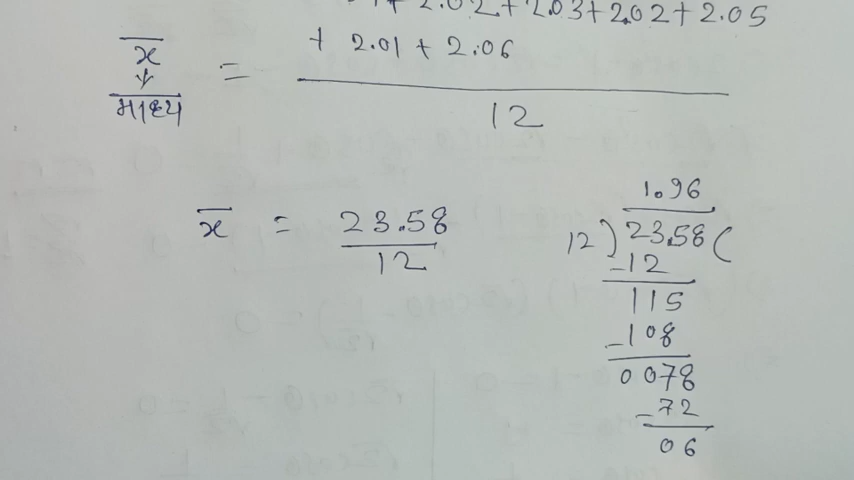 + 2.02 + 2.03 + 2.02 + 2.05
+ 2.01 + 2.06
x̄
↓
माध्य
=
12
x̄ = 23.58
12
1.96
12 ) 23.58 (
-12
115
-108
0078
-72
06